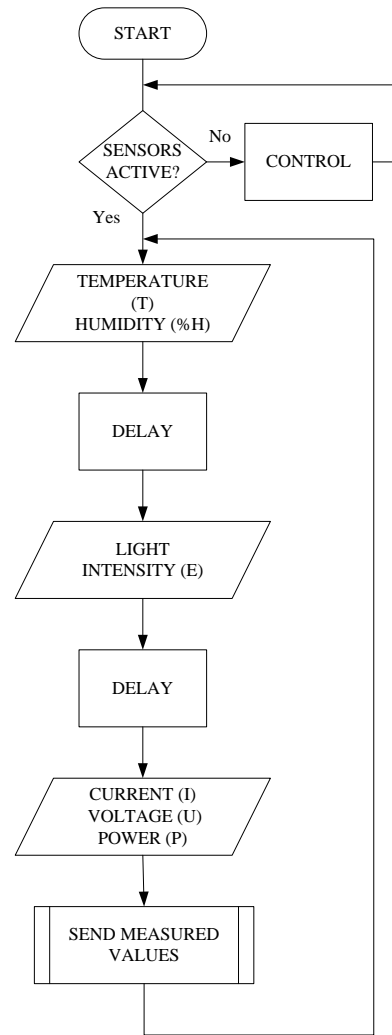 START
SENSORS
ACTIVE?
No
CONTROL
Yes
TEMPERATURE
(T)
HUMIDITY (%H)
DELAY
LIGHT
INTENSITY (E)
DELAY
CURRENT (I)
VOLTAGE (U)
POWER (P)
SEND MEASURED
VALUES